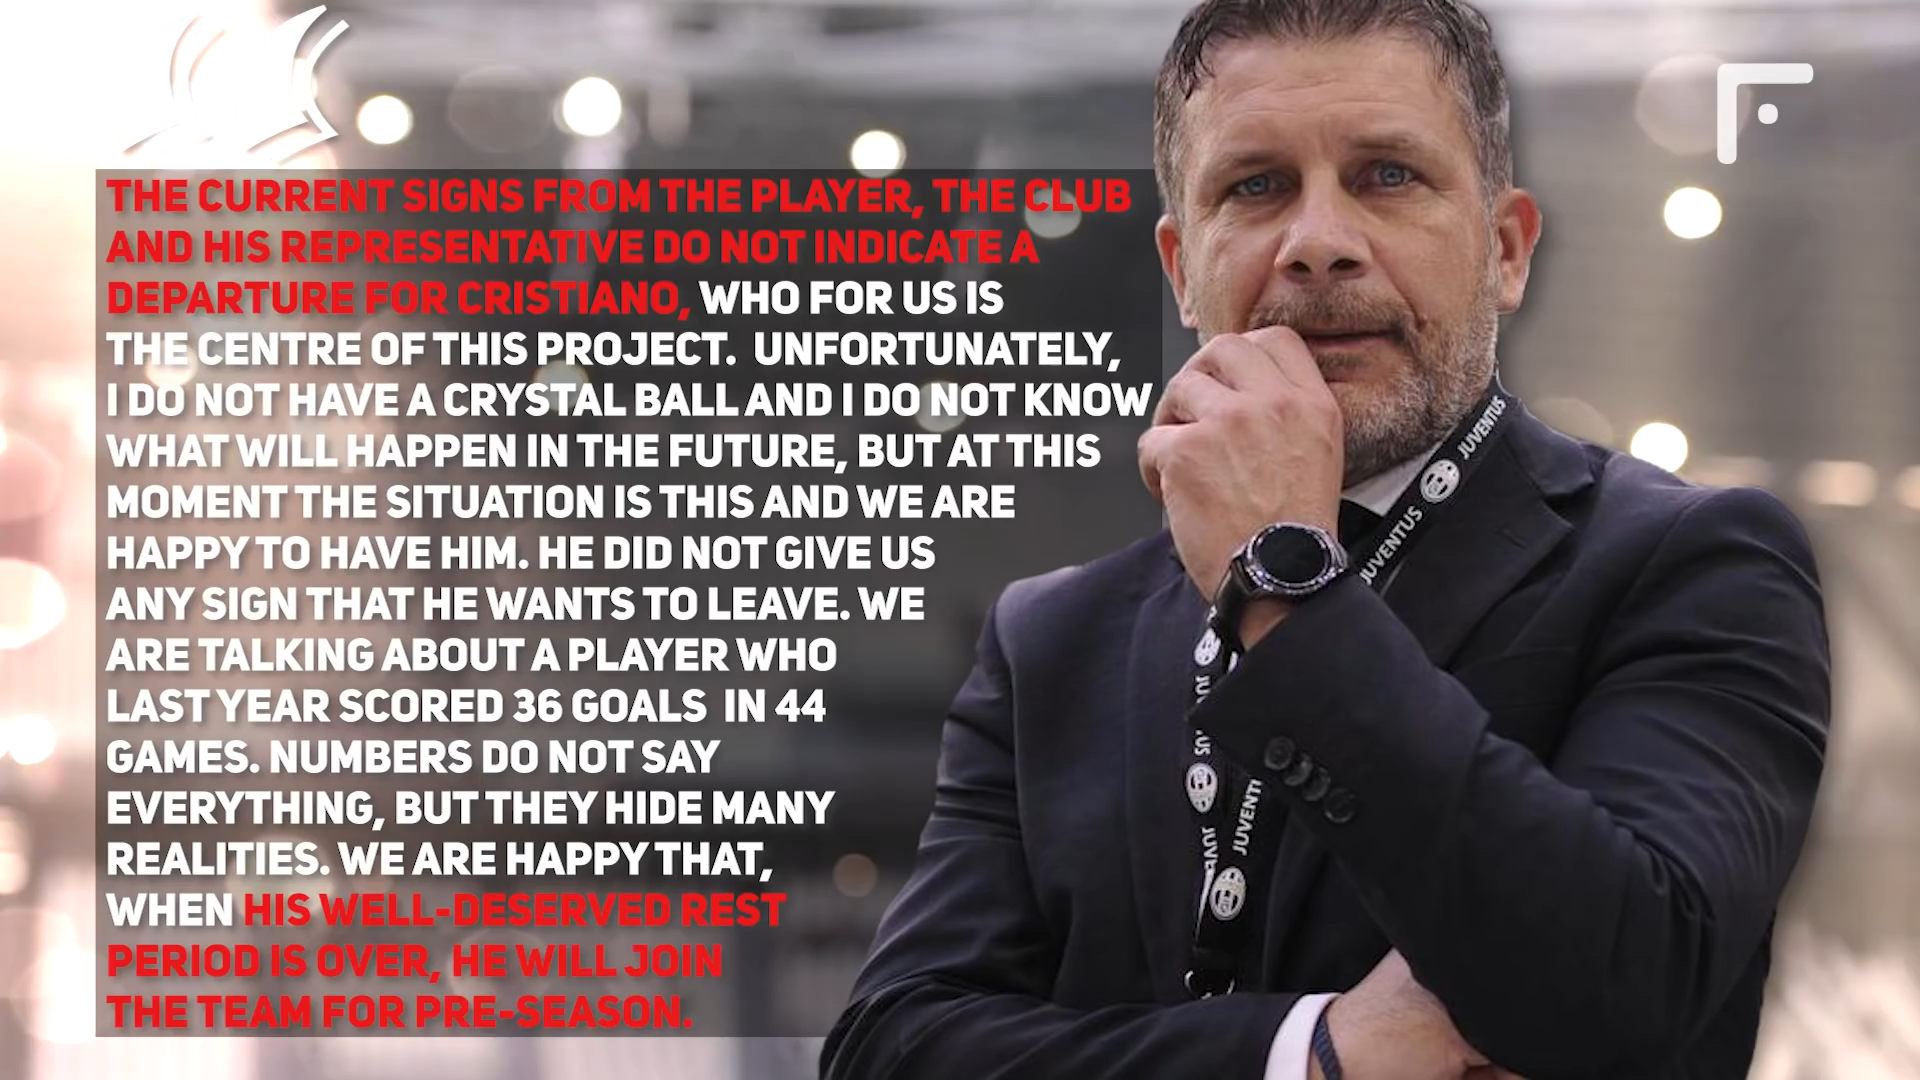 THE CURRENT SIGNS FROM THE PLAYER, THE CLUB
AND HIS REPRESENTATIVE DO NOT INDICATE A
DEPARTURE FOR CRISTIANO, WHO FOR US IS
THE CENTRE OF THIS PROJECT. UNFORTUNATELY,
I DO NOT HAVE A CRYSTAL BALL AND I DO NOT KNOW
WHAT WILL HAPPEN IN THE FUTURE, BUT AT THIS
MOMENT THE SITUATION IS THIS AND WE ARE
HAPPY TO HAVE HIM. HE DID NOT GIVE US
ANY SIGN THAT HE WANTS TO LEAVE. WE
ARE TALKING ABOUT A PLAYER WHO
LAST YEAR SCORED 36 GOALS IN 44
GAMES. NUMBERS DO NOT SAY
EVERYTHING, BUT THEY HIDE MANY
REALITIES. WE ARE HAPPY THAT,
WHEN HIS WELL-DESERVED REST
PERIOD IS OVER, HE WILL JOIN
THE TEAM FOR PRE-SEASON.
JUVENTUS
JUVENTUS
JUVENTI